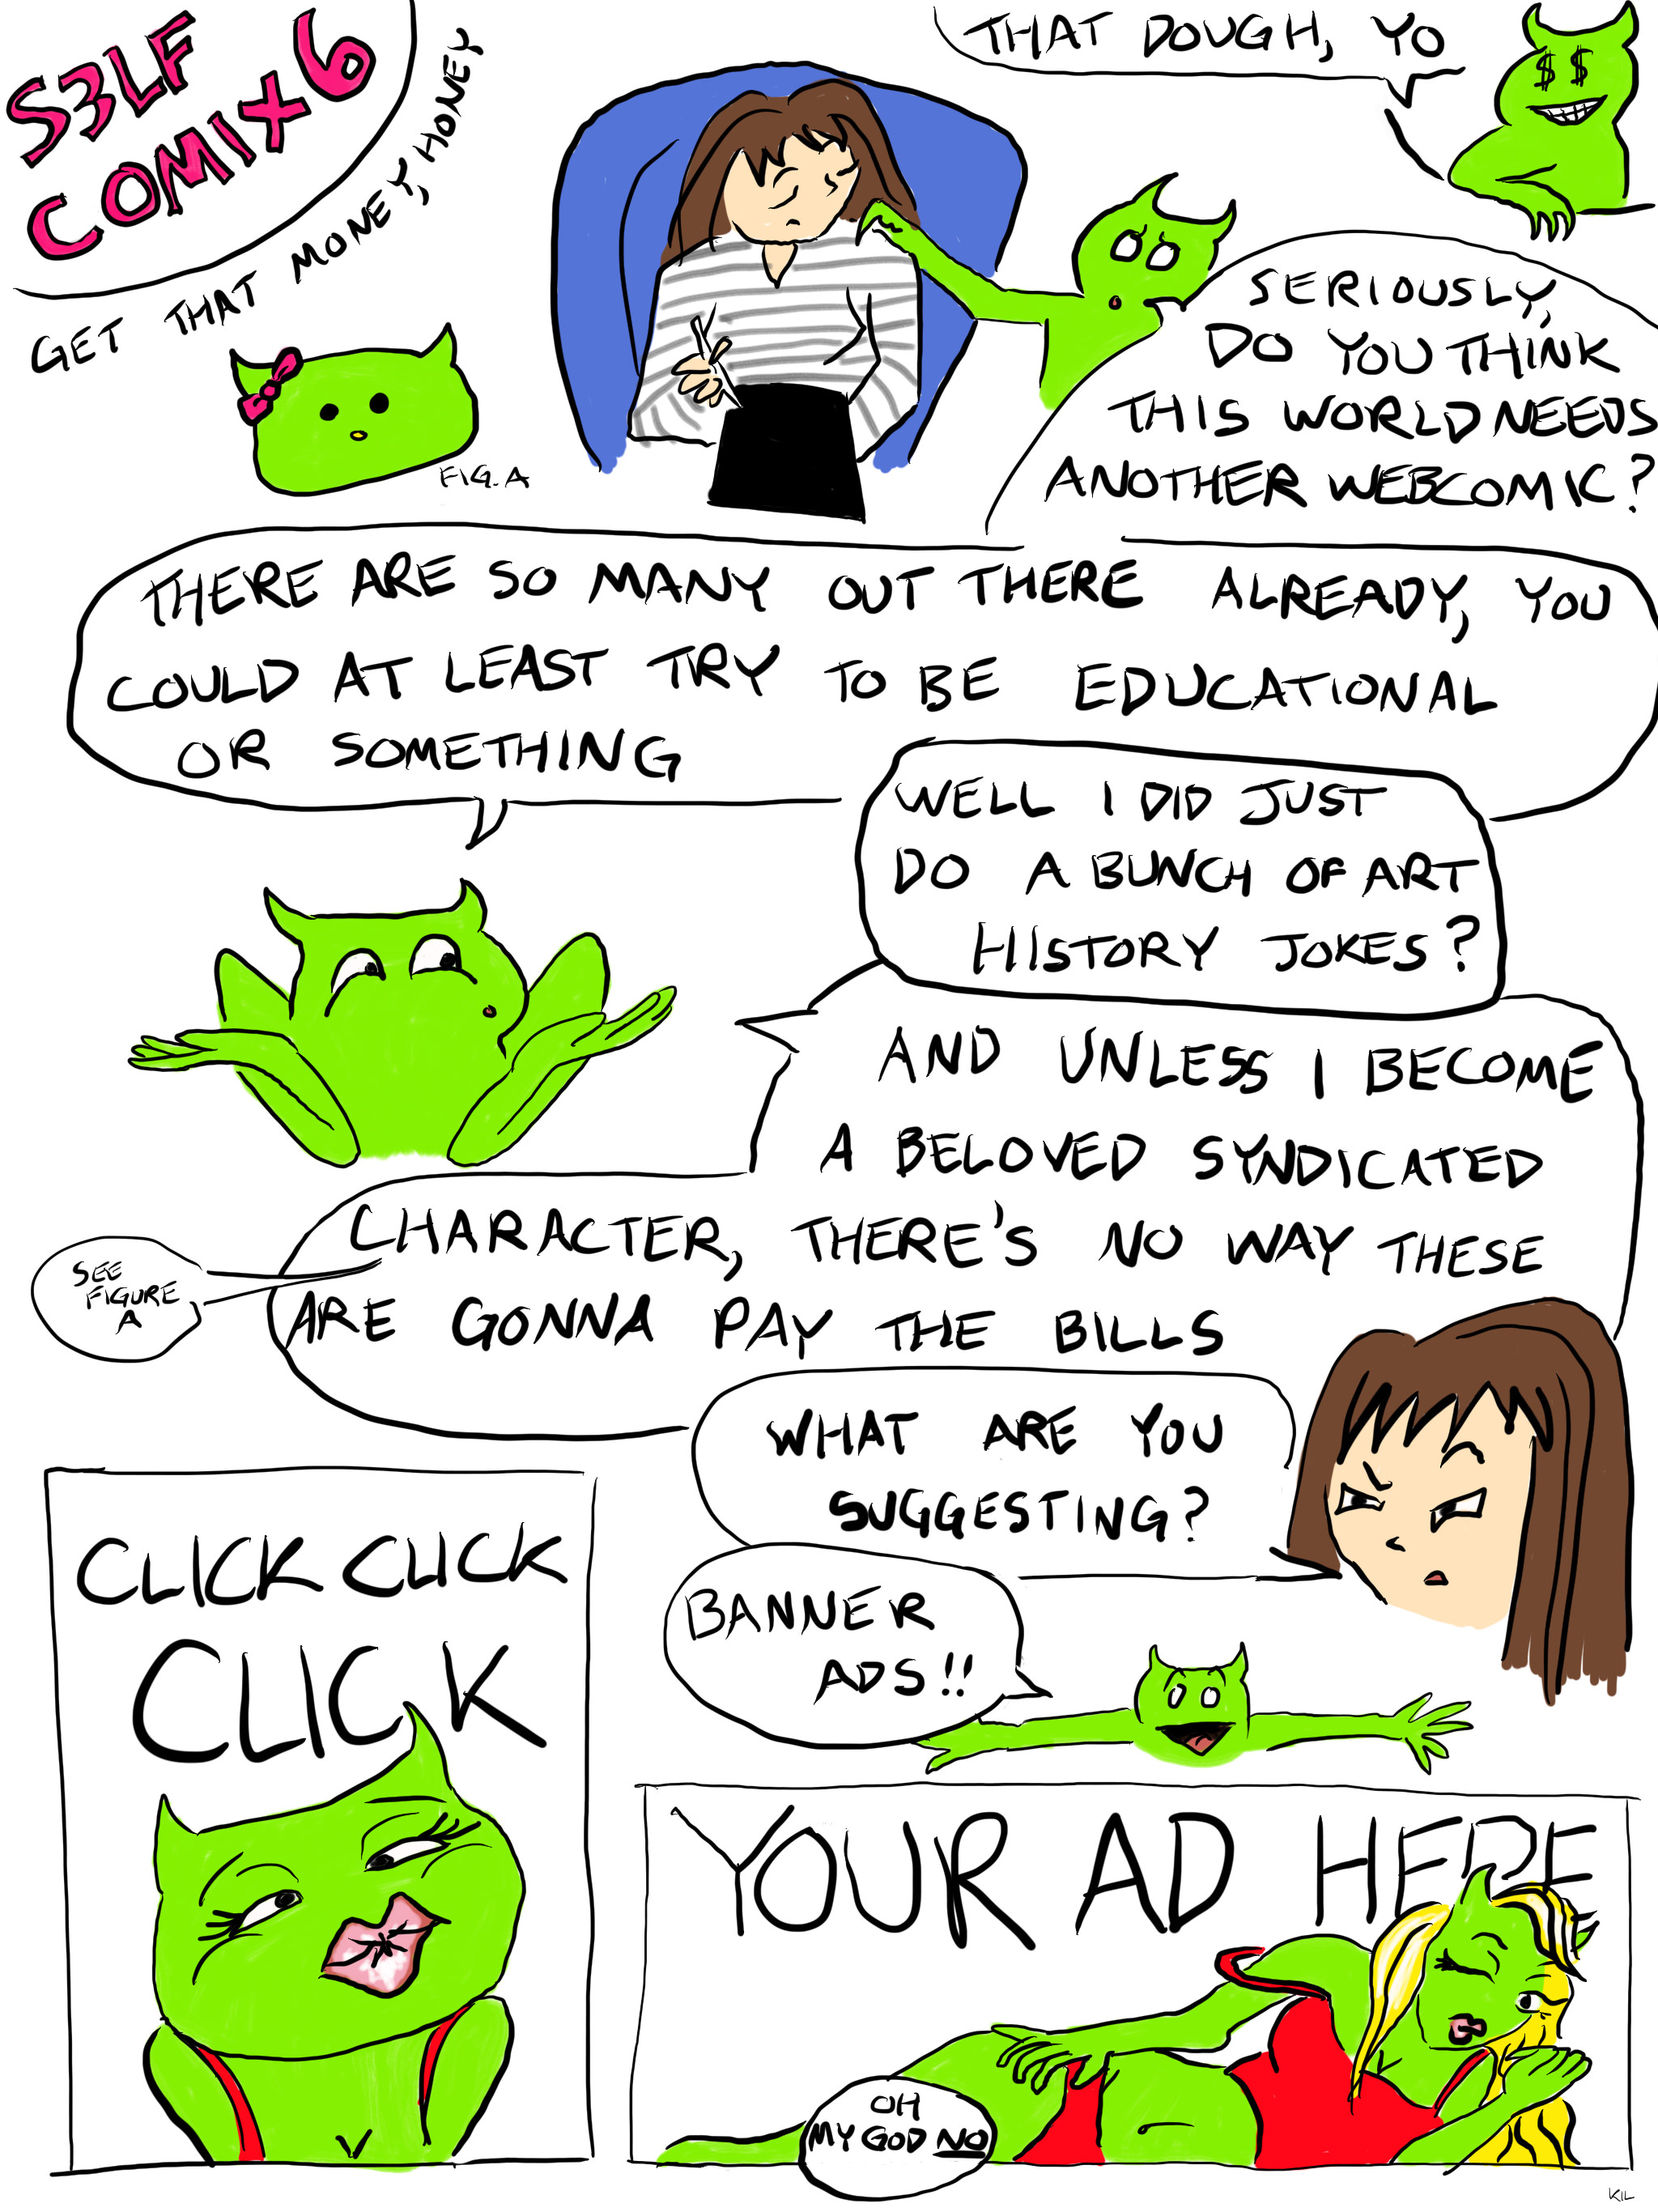 S3LF
COMIX 6
GET THAT MONEY, HONEY
THAT DOUGH, YO
$ $
FIG. A
SERIOUSLY,
DO YOU THINK
THIS WORLD NEEDS
ANOTHER WEBCOMIC?
THERE ARE SO MANY OUT THERE ALREADY, YOU
COULD AT LEAST TRY TO BE EDUCATIONAL
OR SOMETHING
WELL I DID JUST
DO A BUNCH OF ART
HISTORY JOKES?
AND UNLESS I BECOME
A BELOVED SYNDICATED
CHARACTER, THERE'S NO WAY THESE
ARE GONNA PAY THE BILLS
SEE
FIGURE
A
WHAT ARE YOU
SUGGESTING?
BANNER
ADS!!
CLICK CLICK
CLICK
YOUR AD HERE
OH
MY GOD NO
KIL